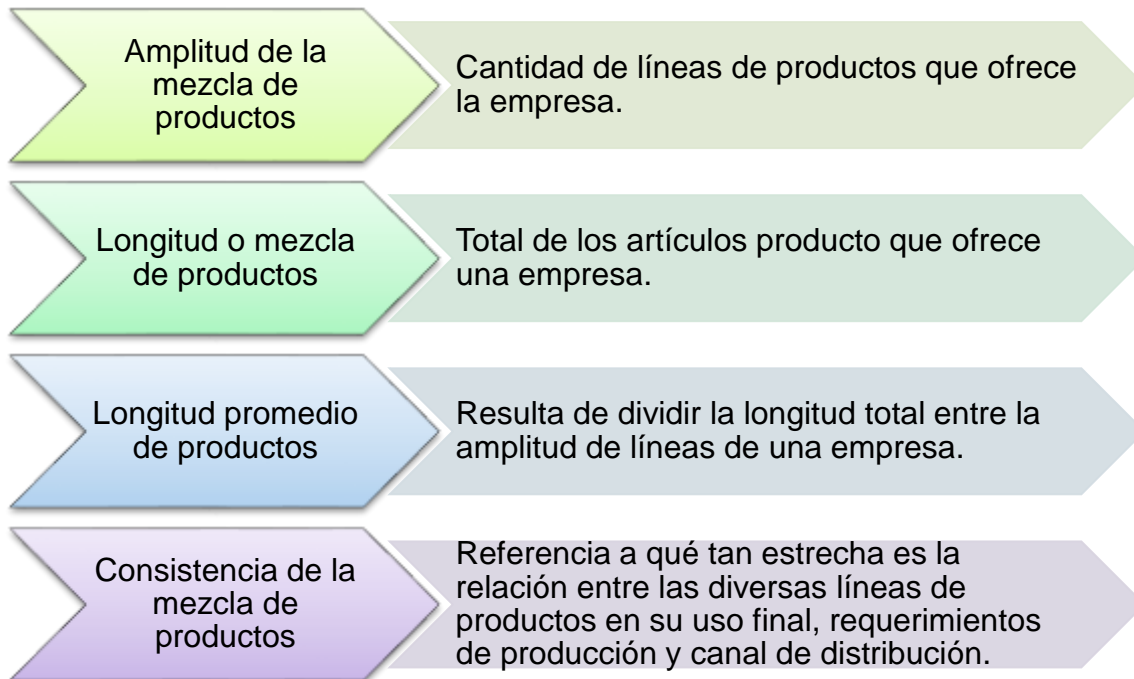 Amplitud de la
mezcla de
productos
Cantidad de líneas de productos que ofrece
la empresa.
Longitud o mezcla
de productos
Total de los artículos producto que ofrece
una empresa.
Longitud promedio
de productos
Resulta de dividir la longitud total entre la
amplitud de líneas de una empresa.
Consistencia de la
mezcla de
productos
Referencia a qué tan estrecha es la
relación entre las diversas líneas de
productos en su uso final, requerimientos
de producción y canal de distribución.